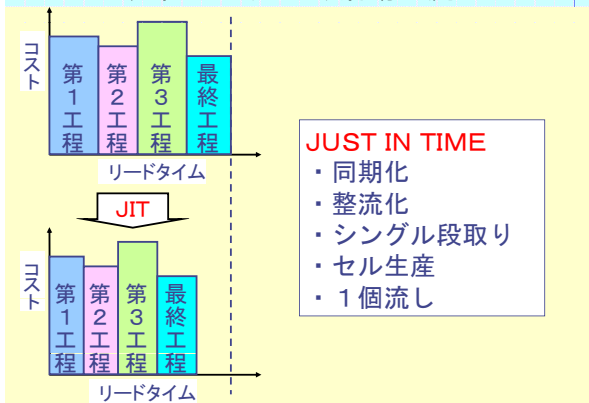 コスト
第1工程
第2工程
第3工程
最終工程
リードタイム
JIT
コスト
第1工程
第2工程
第3工程
最終工程
リードタイム
JUST IN TIME
・同期化
・整流化
・シングル段取り
・セル生産
・1個流し